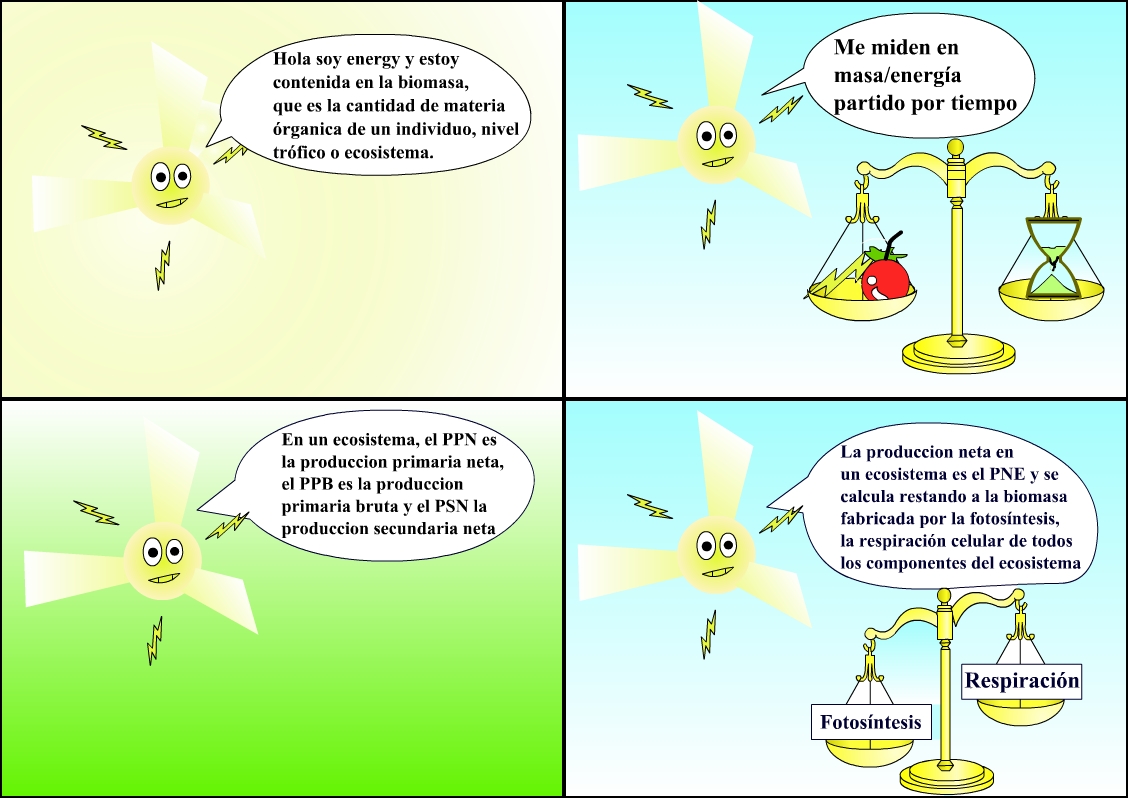 Hola soy energy y estoy
contenida en la biomasa,
que es la cantidad de materia
órganica de un individuo, nivel
trófico o ecosistema.
Me miden en
masa/energía
partido por tiempo
En un ecosistema, el PPN es
la produccion primaria neta,
el PPB es la produccion
primaria bruta y el PSN la
produccion secundaria neta
La produccion neta en
un ecosistema es el PNE y se
calcula restando a la biomasa
fabricada por la fotosíntesis,
la respiración celular de todos
los componentes del ecosistema
Respiración
Fotosíntesis